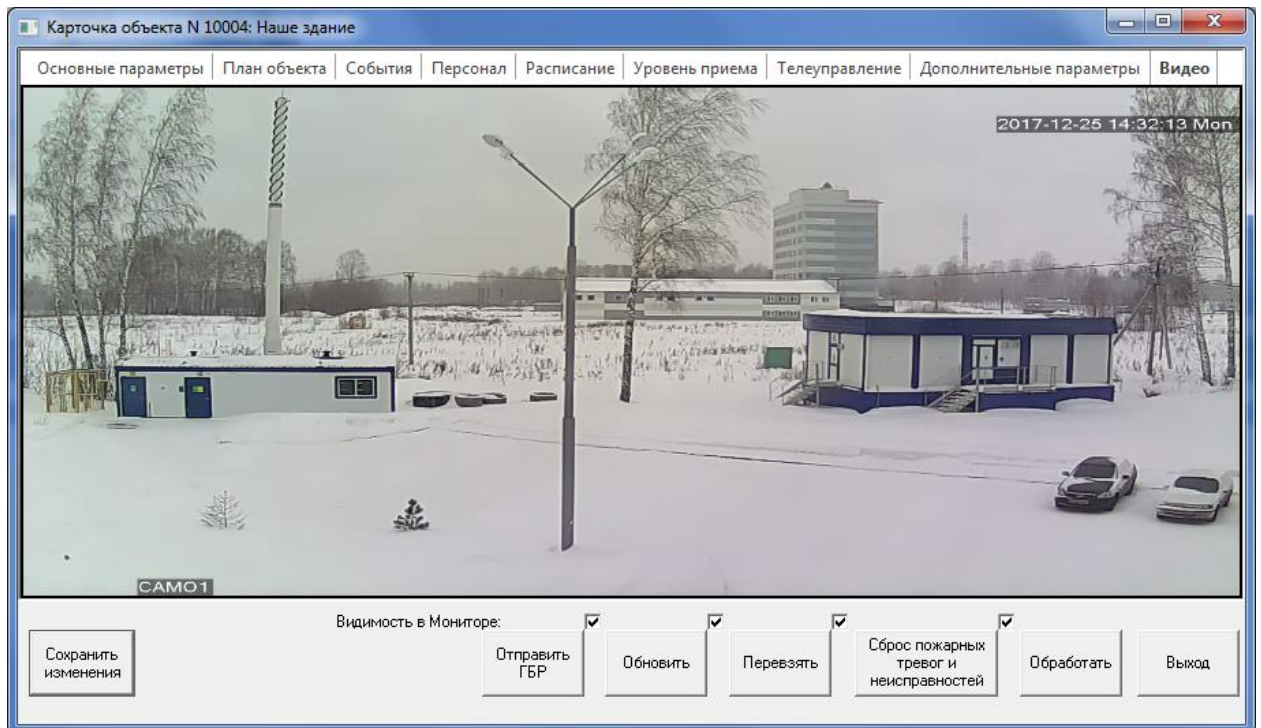 Карточка объекта N 10004: Наше здание
Основные параметры
План объекта
События
Персонал
Расписание
Уровень приема
Телеуправление
Дополнительные параметры
Видео
2017-12-25 14:32:13 Mon
CAM01
Видимость в Мониторе:
Сохранить
изменения
Отправить
ГБР
Обновить
Перевзять
Сброс пожарных
тревог и
неисправностей
Обработать
Выход